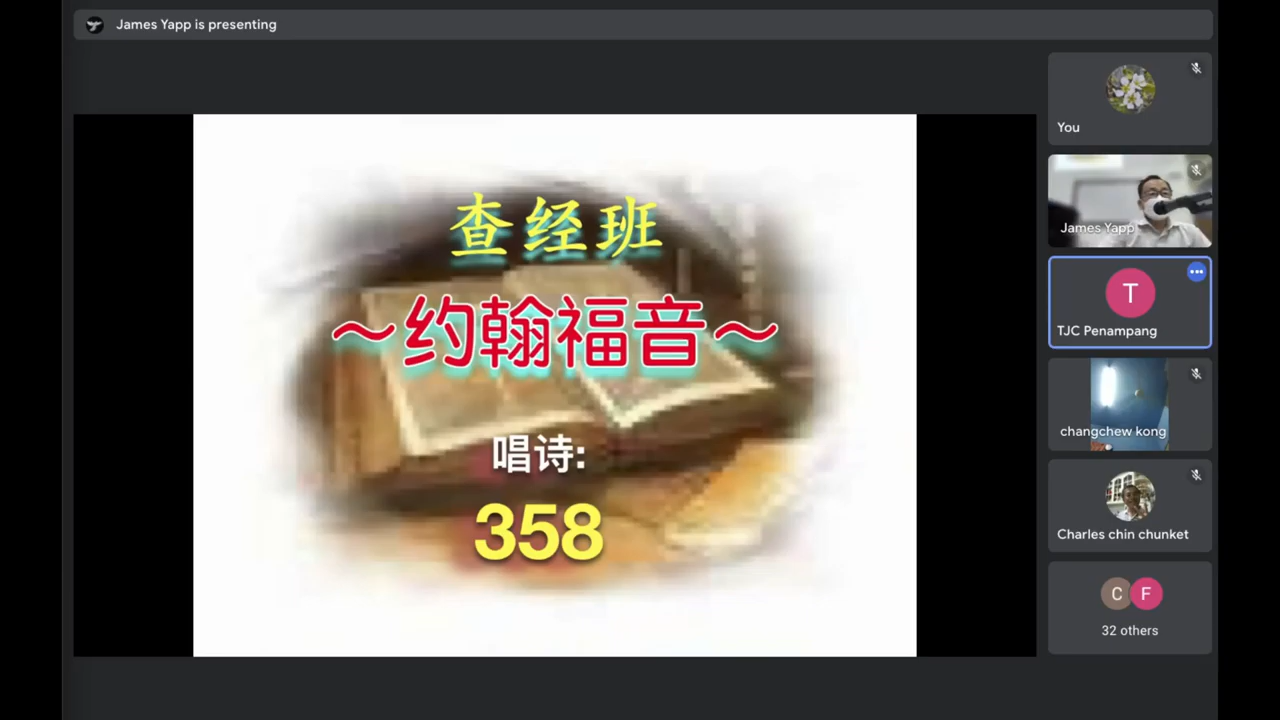 James Yapp is presenting
查经班
～约翰福音～
唱诗:
358
You
James Yapp
T
TJC Penampang
changchew kong
Charles chin chunket
C F
32 others